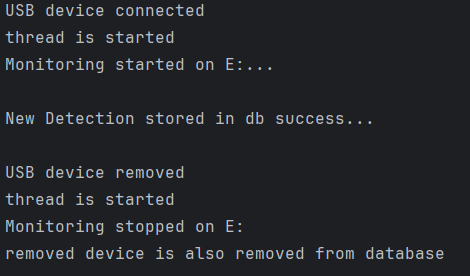 USB device connected
thread is started
Monitoring started on E:...
New Detection stored in db success...
USB device removed
thread is started
Monitoring stopped on E:
removed device is also removed from database